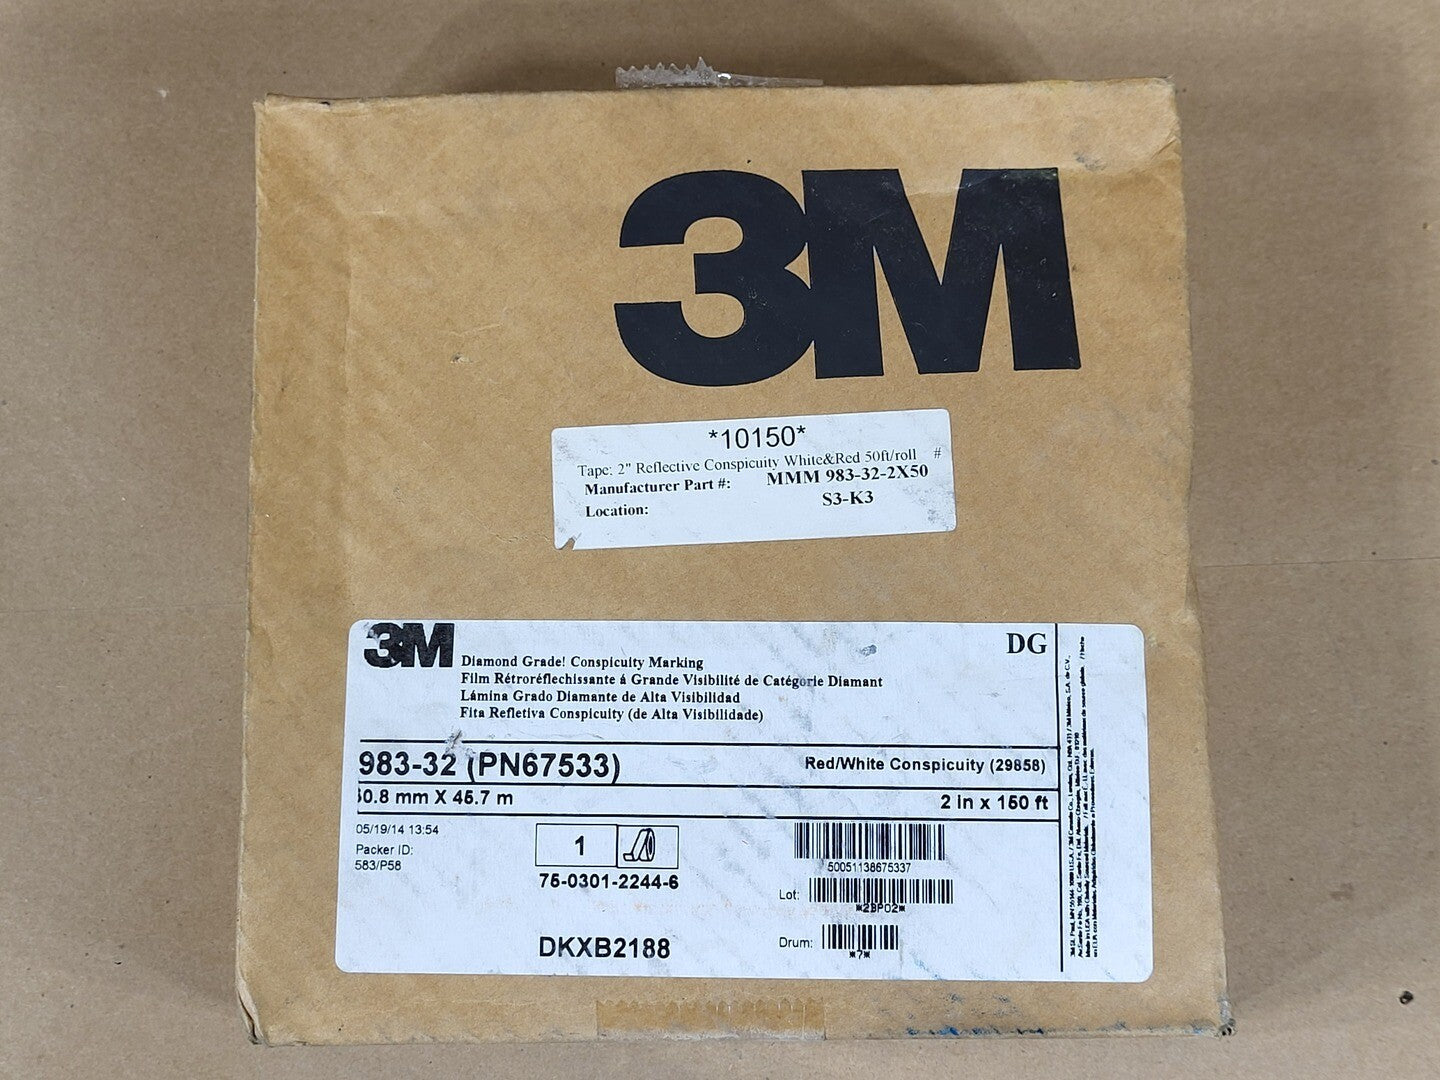 3M
*10150*
Tape: 2" Reflective Conspicuity White&Red 50ft/roll #
Manufacturer Part #: MMM 983-32-2X50
Location: S3-K3
3M
DG
Diamond Grade! Conspicuity Marking
Film Rétroréflechissante á Grande Visibilité de Catégorie Diamant
Lámina Grado Diamante de Alta Visibilidad
Fita Refletiva Conspicuity (de Alta Visibilidade)
983-32 (PN67533) Red/White Conspicuity (29858)
50.8 mm X 45.7 m 2 in x 150 ft
05/19/14 13:54
Packer ID:
583/P58
1
75-0301-2244-6
DKXB2188
50051138675337
Lot:
*2BP02*
Drum:
*7*